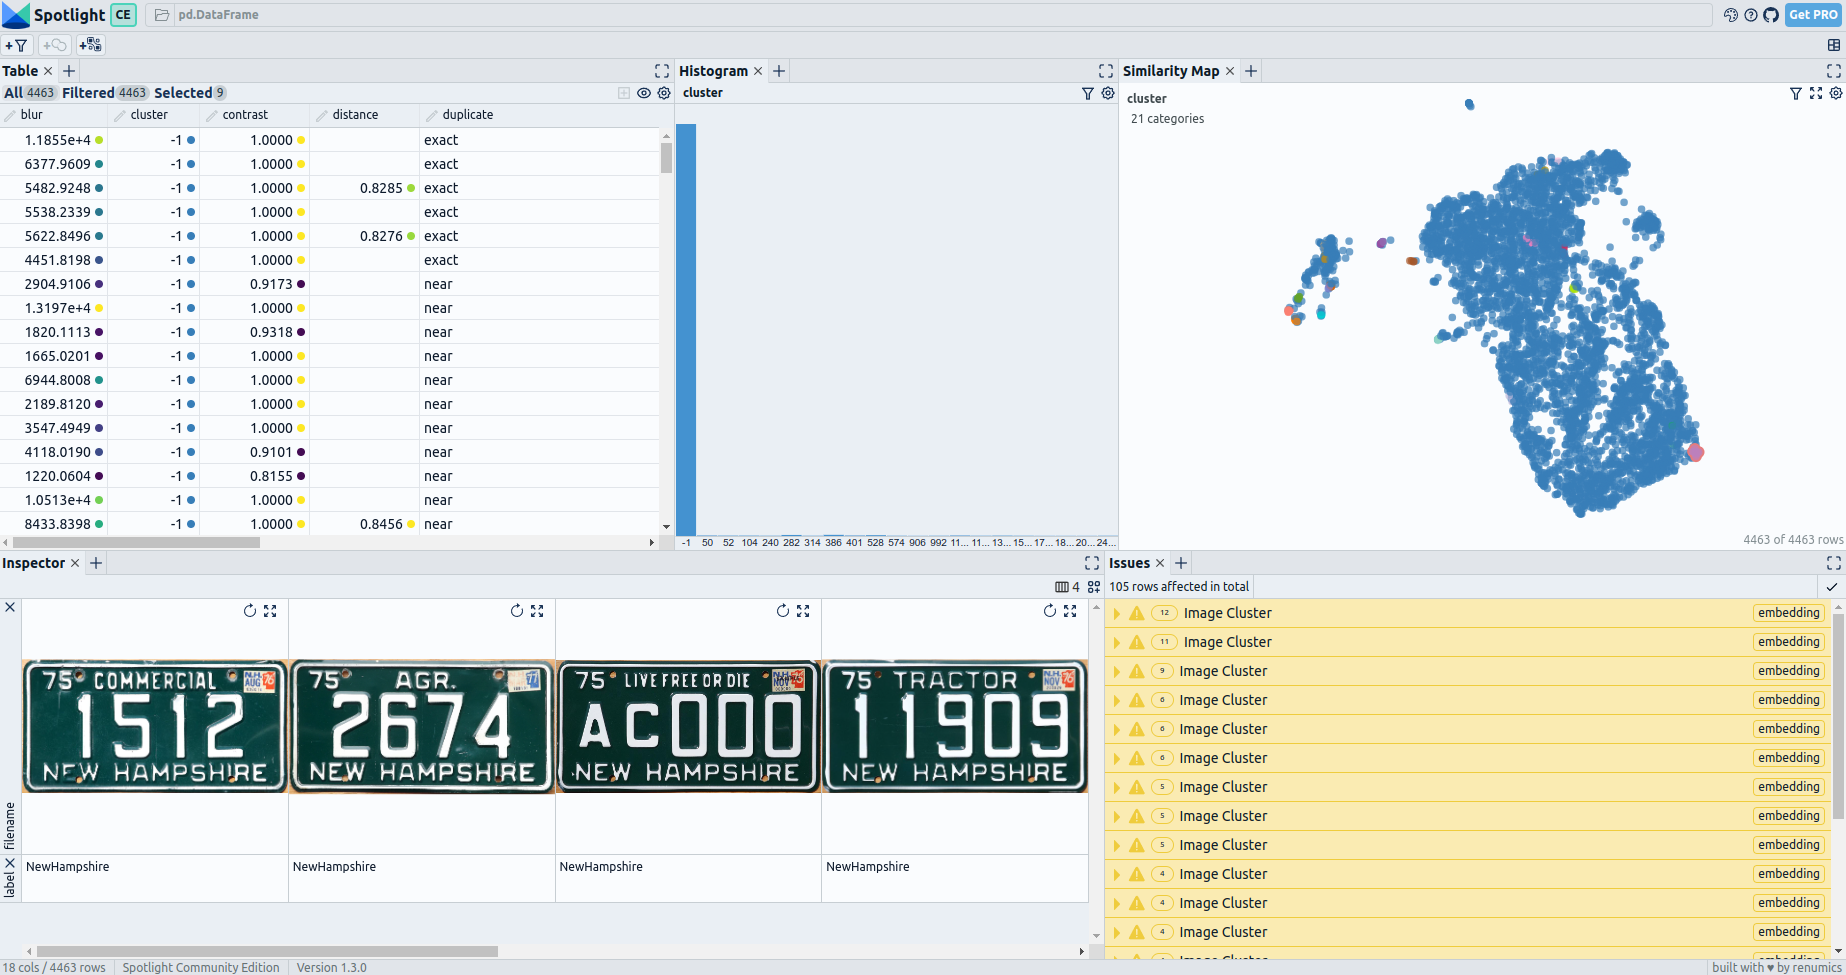 Spotlight CE pd.DataFrame Get PRO
Table
All 4463 Filtered 4463 Selected 9
blur cluster contrast distance duplicate
1.1855e+4 -1 1.0000 exact
6377.9609 -1 1.0000 exact
5482.9248 -1 1.0000 0.8285 exact
5538.2339 -1 1.0000 exact
5622.8496 -1 1.0000 0.8276 exact
4451.8198 -1 1.0000 exact
2904.9106 -1 0.9173 near
1.3197e+4 -1 1.0000 near
1820.1113 -1 0.9318 near
1665.0201 -1 1.0000 near
6944.8008 -1 1.0000 near
2189.8120 -1 1.0000 near
3547.4949 -1 1.0000 near
4118.0190 -1 0.9101 near
1220.0604 -1 0.8155 near
1.0513e+4 -1 1.0000 near
8433.8398 -1 1.0000 0.8456 near
Histogram
cluster
-1 50 52 104 240 282 314 386 401 528 574 906 992 11... 11... 13... 15... 17... 18... 20... 24...
Similarity Map
cluster
21 categories
4463 of 4463 rows
Inspector
4
filename
75 COMMERCIAL
N.H. AUG 76
1512
NEW HAMPSHIRE
75 AGR.
77
2674
NEW HAMPSHIRE
75 LIVE FREE OR DIE
NOV
AC000
NEW HAMPSHIRE
75 TRACTOR
N.H. NOV 76
11909
NEW HAMPSHIRE
label
NewHampshire
NewHampshire
NewHampshire
NewHampshire
Issues
105 rows affected in total
12 Image Cluster embedding
11 Image Cluster embedding
9 Image Cluster embedding
6 Image Cluster embedding
6 Image Cluster embedding
6 Image Cluster embedding
5 Image Cluster embedding
5 Image Cluster embedding
5 Image Cluster embedding
4 Image Cluster embedding
4 Image Cluster embedding
4 Image Cluster embedding
18 cols / 4463 rows Spotlight Community Edition Version 1.3.0
built with ♥ by renumics